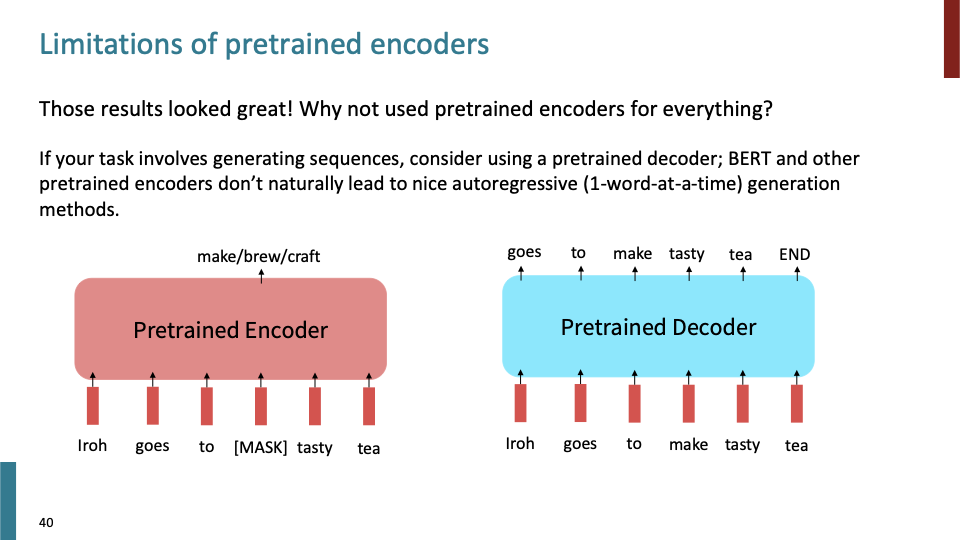 Limitations of pretrained encoders
Those results looked great! Why not used pretrained encoders for everything?
If your task involves generating sequences, consider using a pretrained decoder; BERT and other
pretrained encoders don’t naturally lead to nice autoregressive (1-word-at-a-time) generation
methods.
make/brew/craft
Pretrained Encoder
Iroh goes to [MASK] tasty tea
goes to make tasty tea END
Pretrained Decoder
Iroh goes to make tasty tea
40